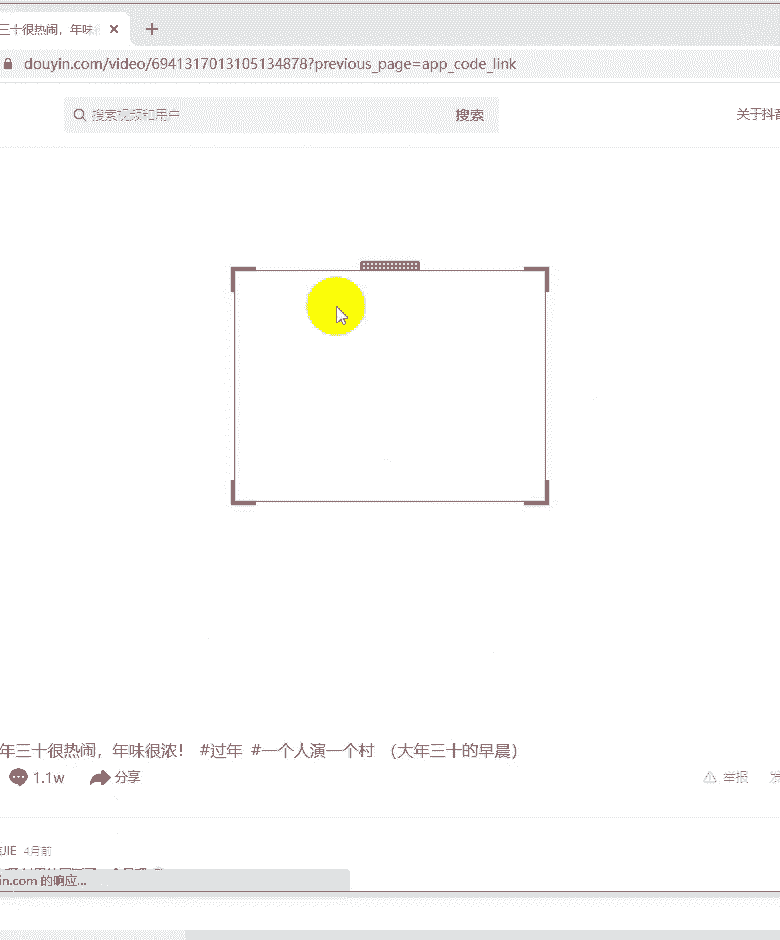 三十很热闹，年味
douyin.com/video/6941317013105134878?previous_page=app_code_link
搜索视频和用户
搜索
关于抖音
年三十很热闹，年味很浓！ #过年 #一个人演一个村 （大年三十的早晨）
1.1w
分享
举报
JIE 4月前
in.com 的响应...